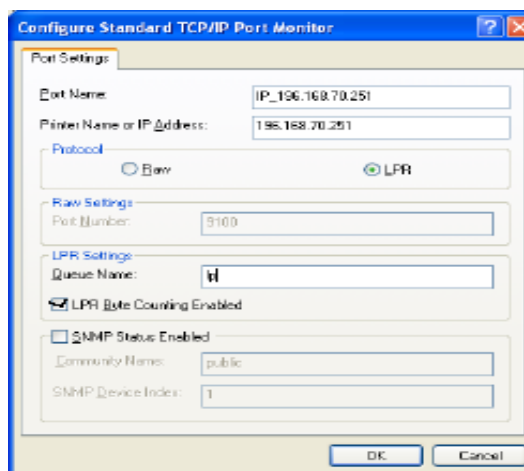 Configure Standard TCP/IP Port Monitor
Port Settings
Port Name: IP_196.168.70.251
Printer Name or IP Address: 196.168.70.251
Protocol
Raw LPR
Raw Settings
Port Number: 9100
LPR Settings
Queue Name: lp
LPR Byte Counting Enabled
SNMP Status Enabled
Community Name: public
SNMP Device Index: 1
OK Cancel